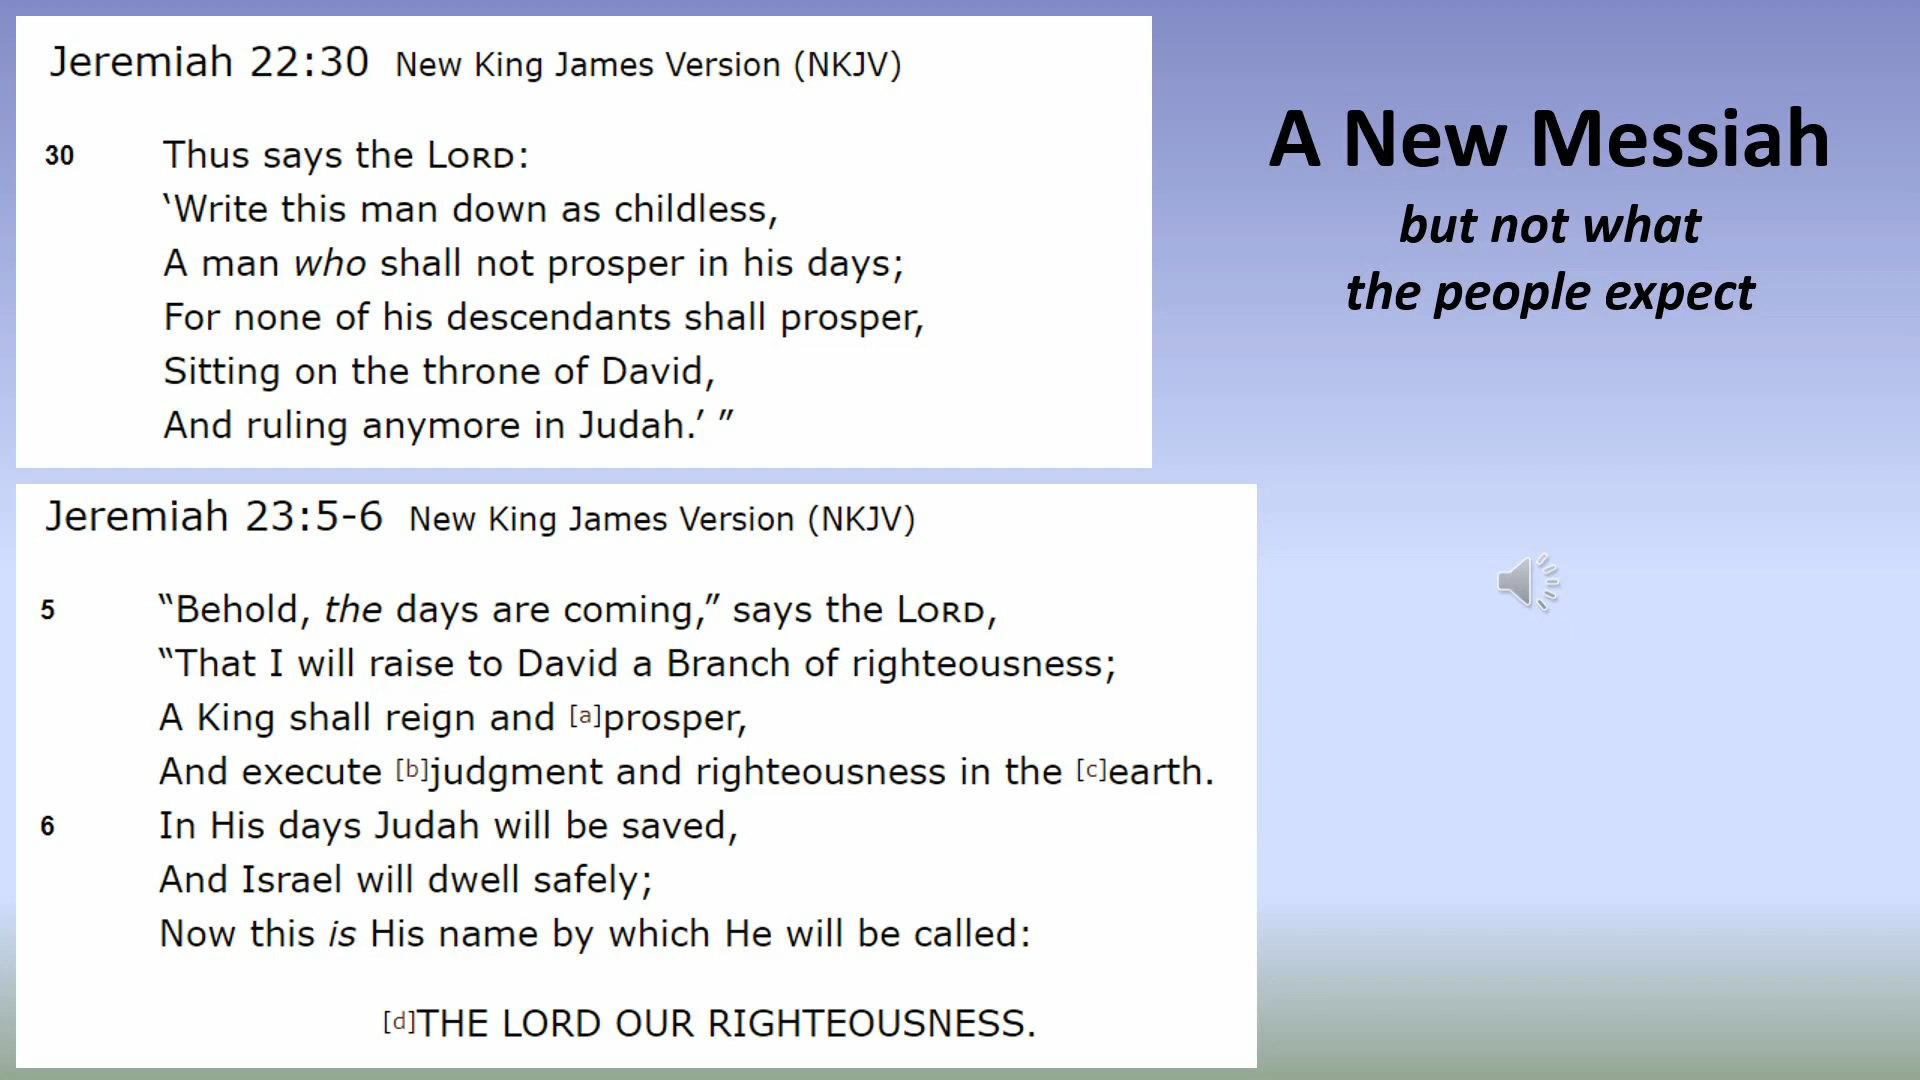 Jeremiah 22:30 New King James Version (NKJV)
30 Thus says the LORD:
‘Write this man down as childless,
A man who shall not prosper in his days;
For none of his descendants shall prosper,
Sitting on the throne of David,
And ruling anymore in Judah.’ ”
Jeremiah 23:5-6 New King James Version (NKJV)
5 “Behold, the days are coming,” says the LORD,
“That I will raise to David a Branch of righteousness;
A King shall reign and [a]prosper,
And execute [b]judgment and righteousness in the [c]earth.
6 In His days Judah will be saved,
And Israel will dwell safely;
Now this is His name by which He will be called:
[d]THE LORD OUR RIGHTEOUSNESS.
A New Messiah
but not what
the people expect